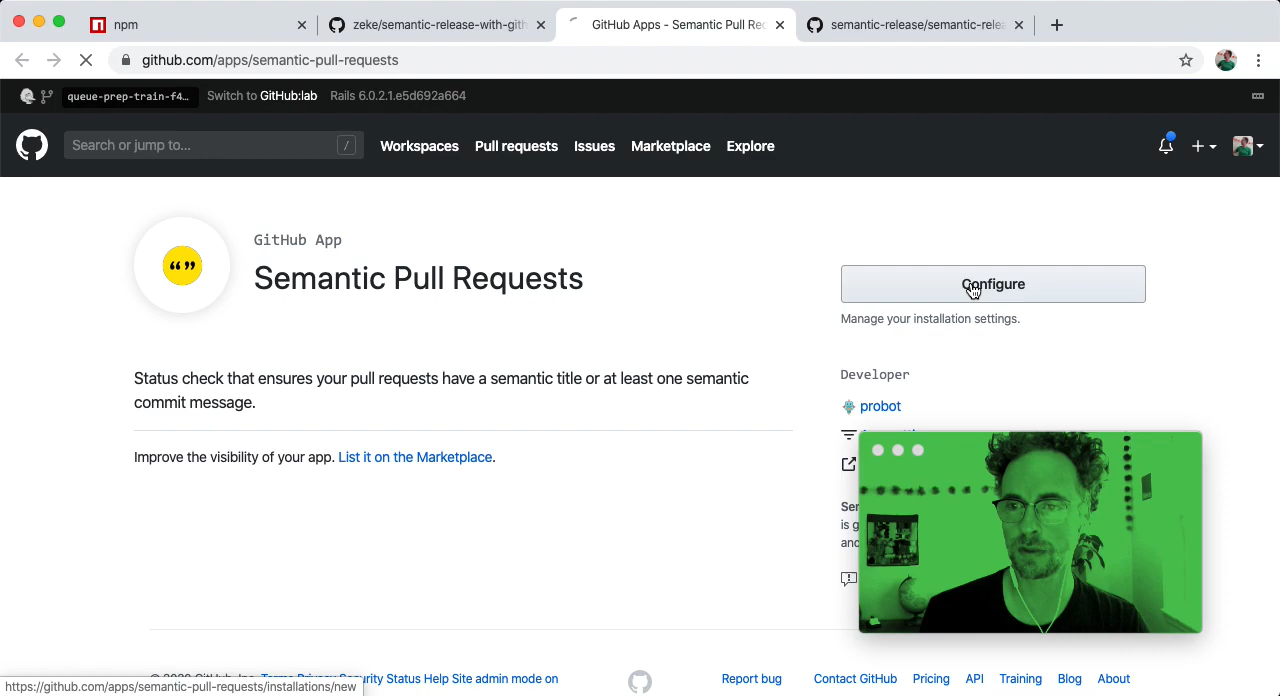 npm
zeke/semantic-release-with-gith
GitHub Apps - Semantic Pull Rec
semantic-release/semantic-relea
github.com/apps/semantic-pull-requests
queue-prep-train-f4…
Switch to GitHub:lab
Rails 6.0.2.1.e5d692a664
Search or jump to…
/
Workspaces
Pull requests
Issues
Marketplace
Explore
GitHub App
Semantic Pull Requests
“”
Configure
Manage your installation settings.
Status check that ensures your pull requests have a semantic title or at least one semantic
commit message.
Improve the visibility of your app. List it on the Marketplace.
Developer
probot
is g
and
Terms Privacy Security Status Help Site admin mode on
Report bug
Contact GitHub
Pricing
API
Training
Blog
About
https://github.com/apps/semantic-pull-requests/installations/new